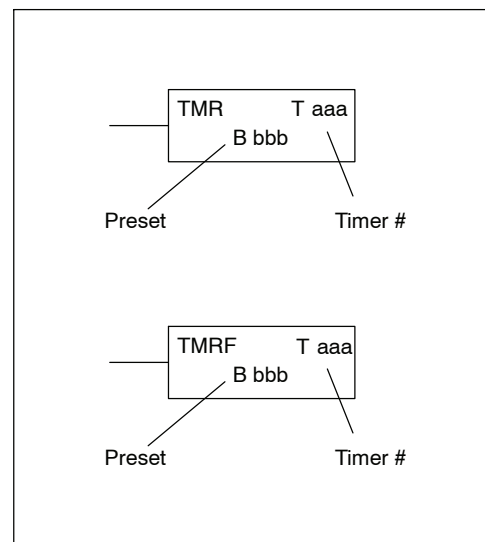 TMR T aaa
B bbb
Preset Timer #
TMRF T aaa
B bbb
Preset Timer #